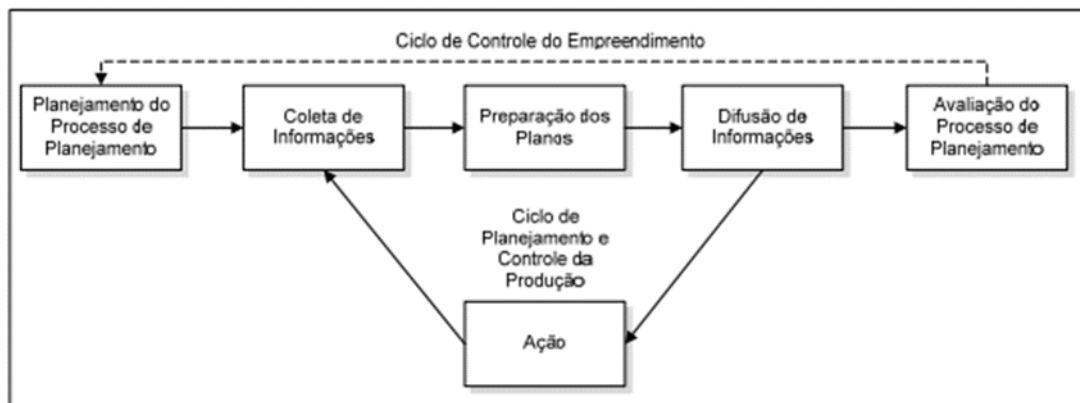 Ciclo de Controle do Empreendimento
Planejamento do
Processo de
Planejamento
Coleta de
Informações
Preparação dos
Planos
Difusão de
Informações
Avaliação do
Processo de
Planejamento
Ciclo de
Planejamento e
Controle da
Produção
Ação